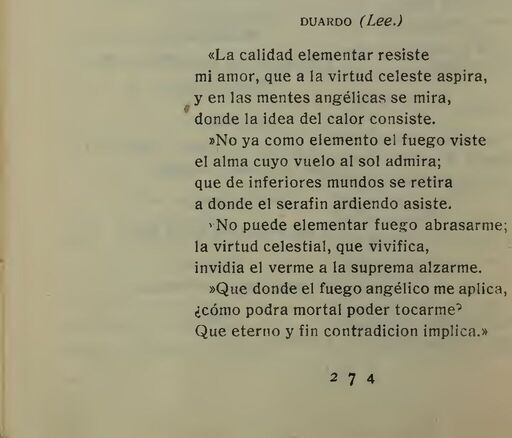 DUARDO (Lee.)
«La calidad elementar resiste
mi amor, que a la virtud celeste aspira,
y en las mentes angélicas se mira,
donde la idea del calor consiste.
»No ya como elemento el fuego viste
el alma cuyo vuelo al sol admira;
que de inferiores mundos se retira
a donde el serafin ardiendo asiste.
»No puede elementar fuego abrasarme;
la virtud celestial, que vivifica,
invidia el verme a la suprema alzarme.
»Que donde el fuego angélico me aplica,
¿cómo podra mortal poder tocarme?
Que eterno y fin contradicion implica.»
274